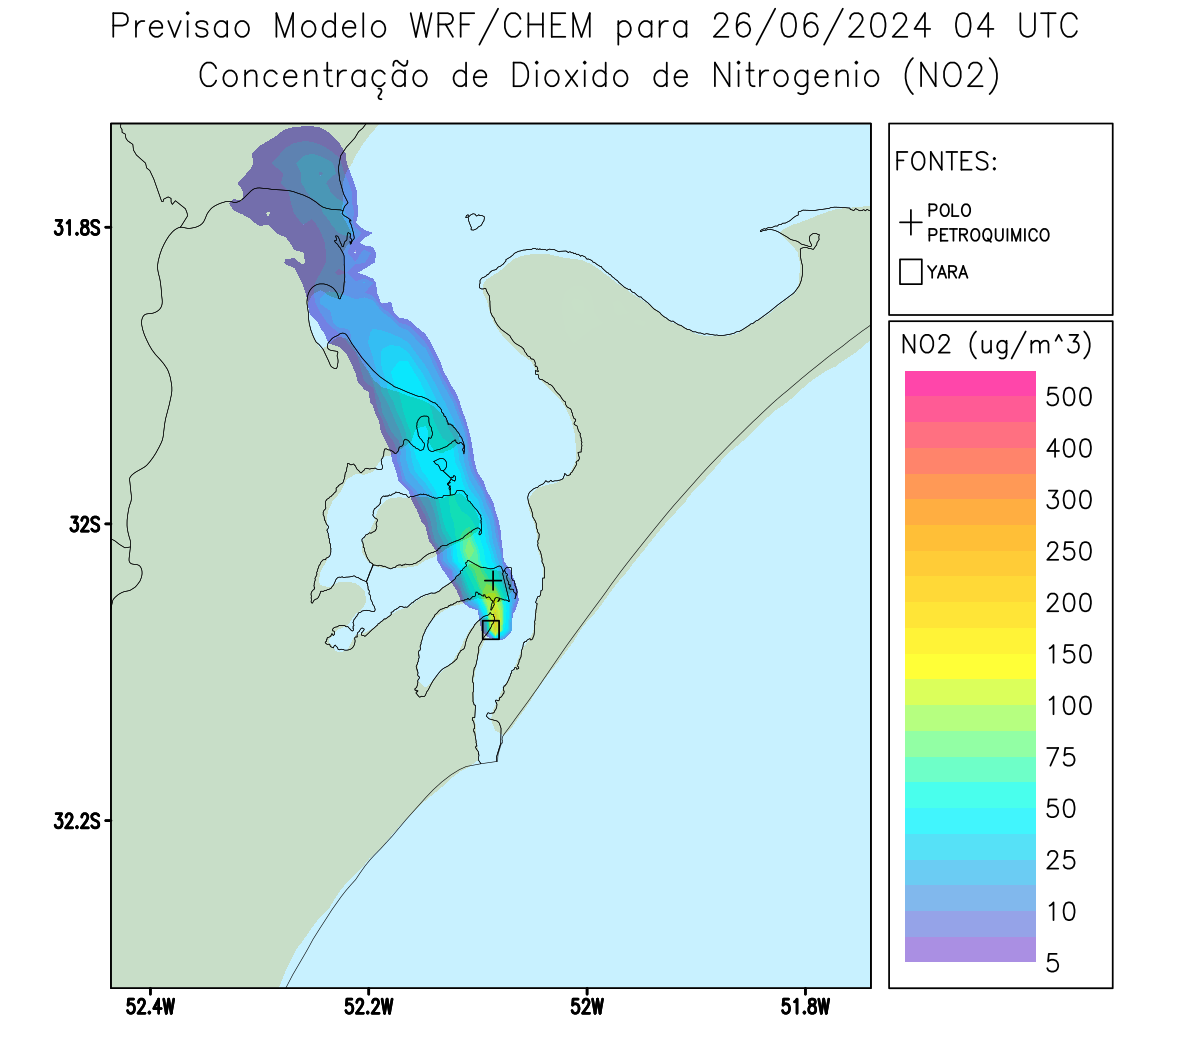 Previsao Modelo WRF/CHEM para 26/06/2024 04 UTC
Concentração de Dioxido de Nitrogenio (NO2)
FONTES:
POLO
PETROQUIMICO
YARA
NO2 (ug/m^3)
500
400
300
250
200
150
100
75
50
25
10
5
31.8S
32S
32.2S
52.4W
52.2W
52W
51.8W